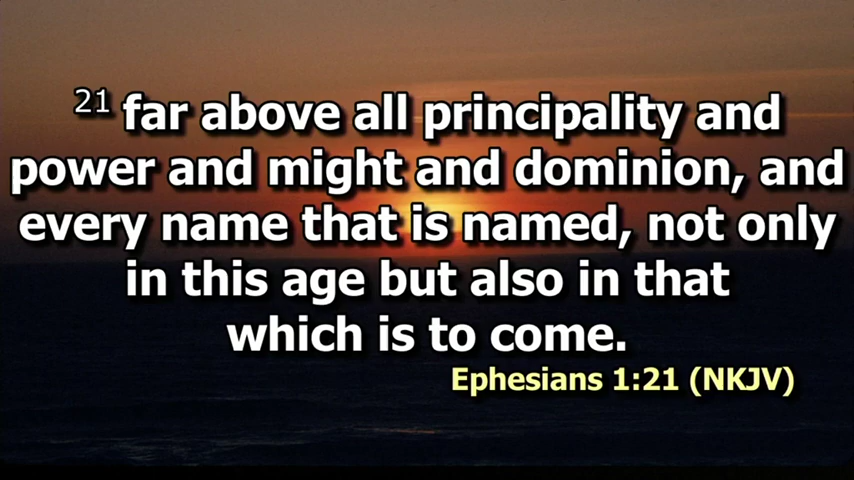 21 far above all principality and
power and might and dominion, and
every name that is named, not only
in this age but also in that
which is to come.
Ephesians 1:21 (NKJV)